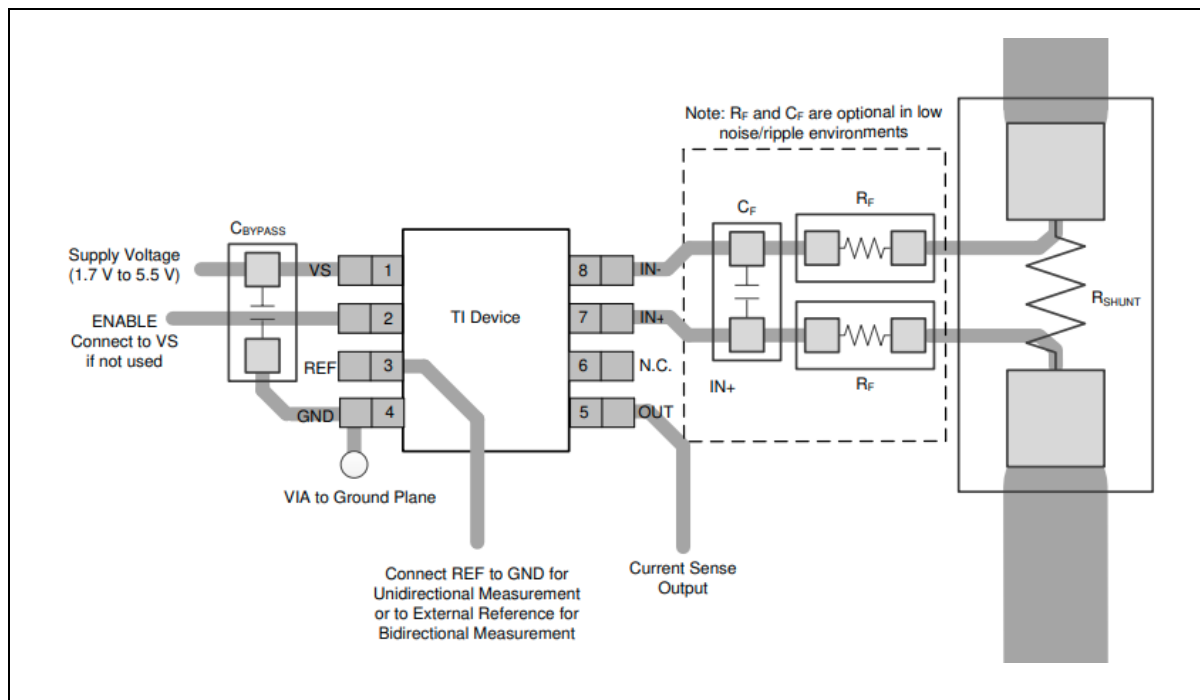 Note: RF and CF are optional in low
noise/ripple environments
CBYPASS
Supply Voltage
(1.7 V to 5.5 V)
ENABLE
Connect to VS
if not used
VS
REF
GND
1
2
3
4
TI Device
8
7
6
5
IN-
IN+
N.C.
OUT
CF
IN+
RF
RF
RSHUNT
VIA to Ground Plane
Connect REF to GND for
Unidirectional Measurement
or to External Reference for
Bidirectional Measurement
Current Sense
Output